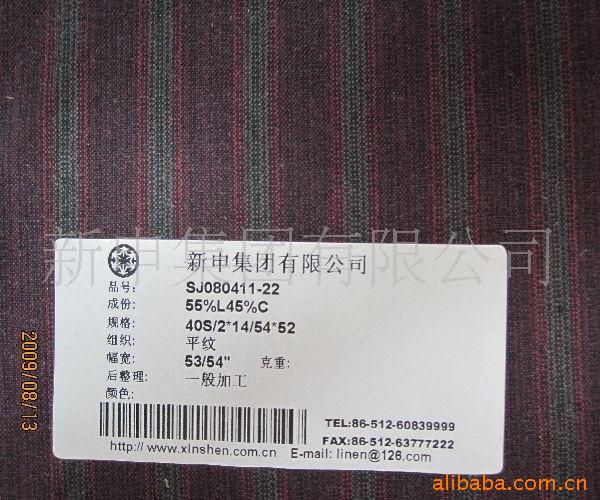 新申集团有限公司
新申集团有限公司
品号: SJ080411-22
成份: 55%L45%C
规格: 40S/2*14/54*52
组织: 平纹
幅宽: 53/54" 克重:
后整理: 一般加工
颜色:
TEL:86-512-60839999
FAX:86-512-63777222
http://www.xinshen.com.cn E-mail: linen@126.com
2009/08/13
alibaba.com.cn